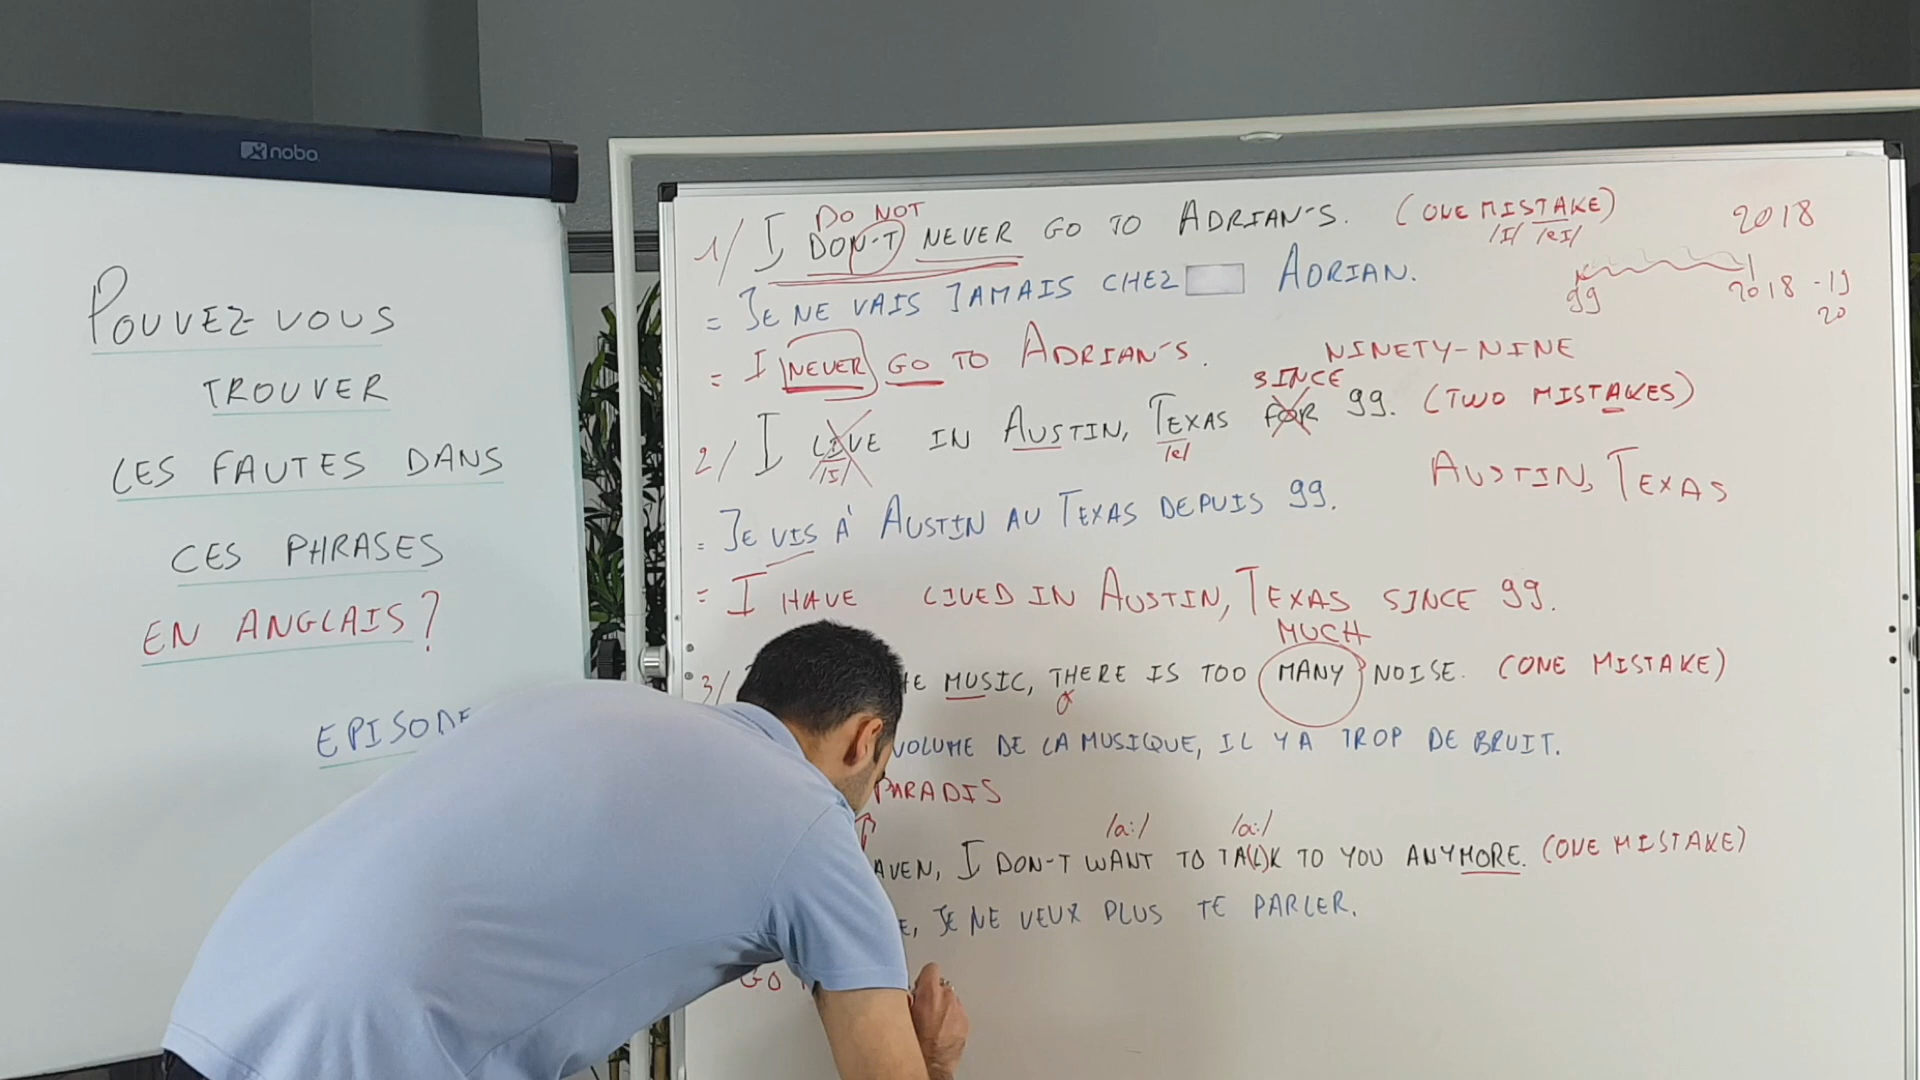 nobo
POUVEZ-VOUS
TROUVER
LES FAUTES DANS
CES PHRASES
EN ANGLAIS?
DO NOT
1/ I DON'T NEVER GO TO ADRIAN'S. (ONE MISTAKE)
/I/ /eI/
2018
= JE NE VAIS JAMAIS CHEZ ADRIAN.
99 2018 -19
20
= I NEVER GO TO ADRIAN'S.
NINETY-NINE
SINCE
2/ I LIVE IN AUSTIN, TEXAS FOR 99. (TWO MISTAKES)
/I/ /e/
AUSTIN, TEXAS
= JE VIS À AUSTIN AU TEXAS DEPUIS 99.
= I HAVE LIVED IN AUSTIN, TEXAS SINCE 99.
MUCH
3/ MUSIC, THERE IS TOO MANY NOISE. (ONE MISTAKE)
VOLUME DE LA MUSIQUE, IL Y A TROP DE BRUIT.
PARADIS
/a:/ /a:/
I DON'T WANT TO TA(L)K TO YOU ANYMORE. (ONE MISTAKE)
JE NE VEUX PLUS TE PARLER.
GO